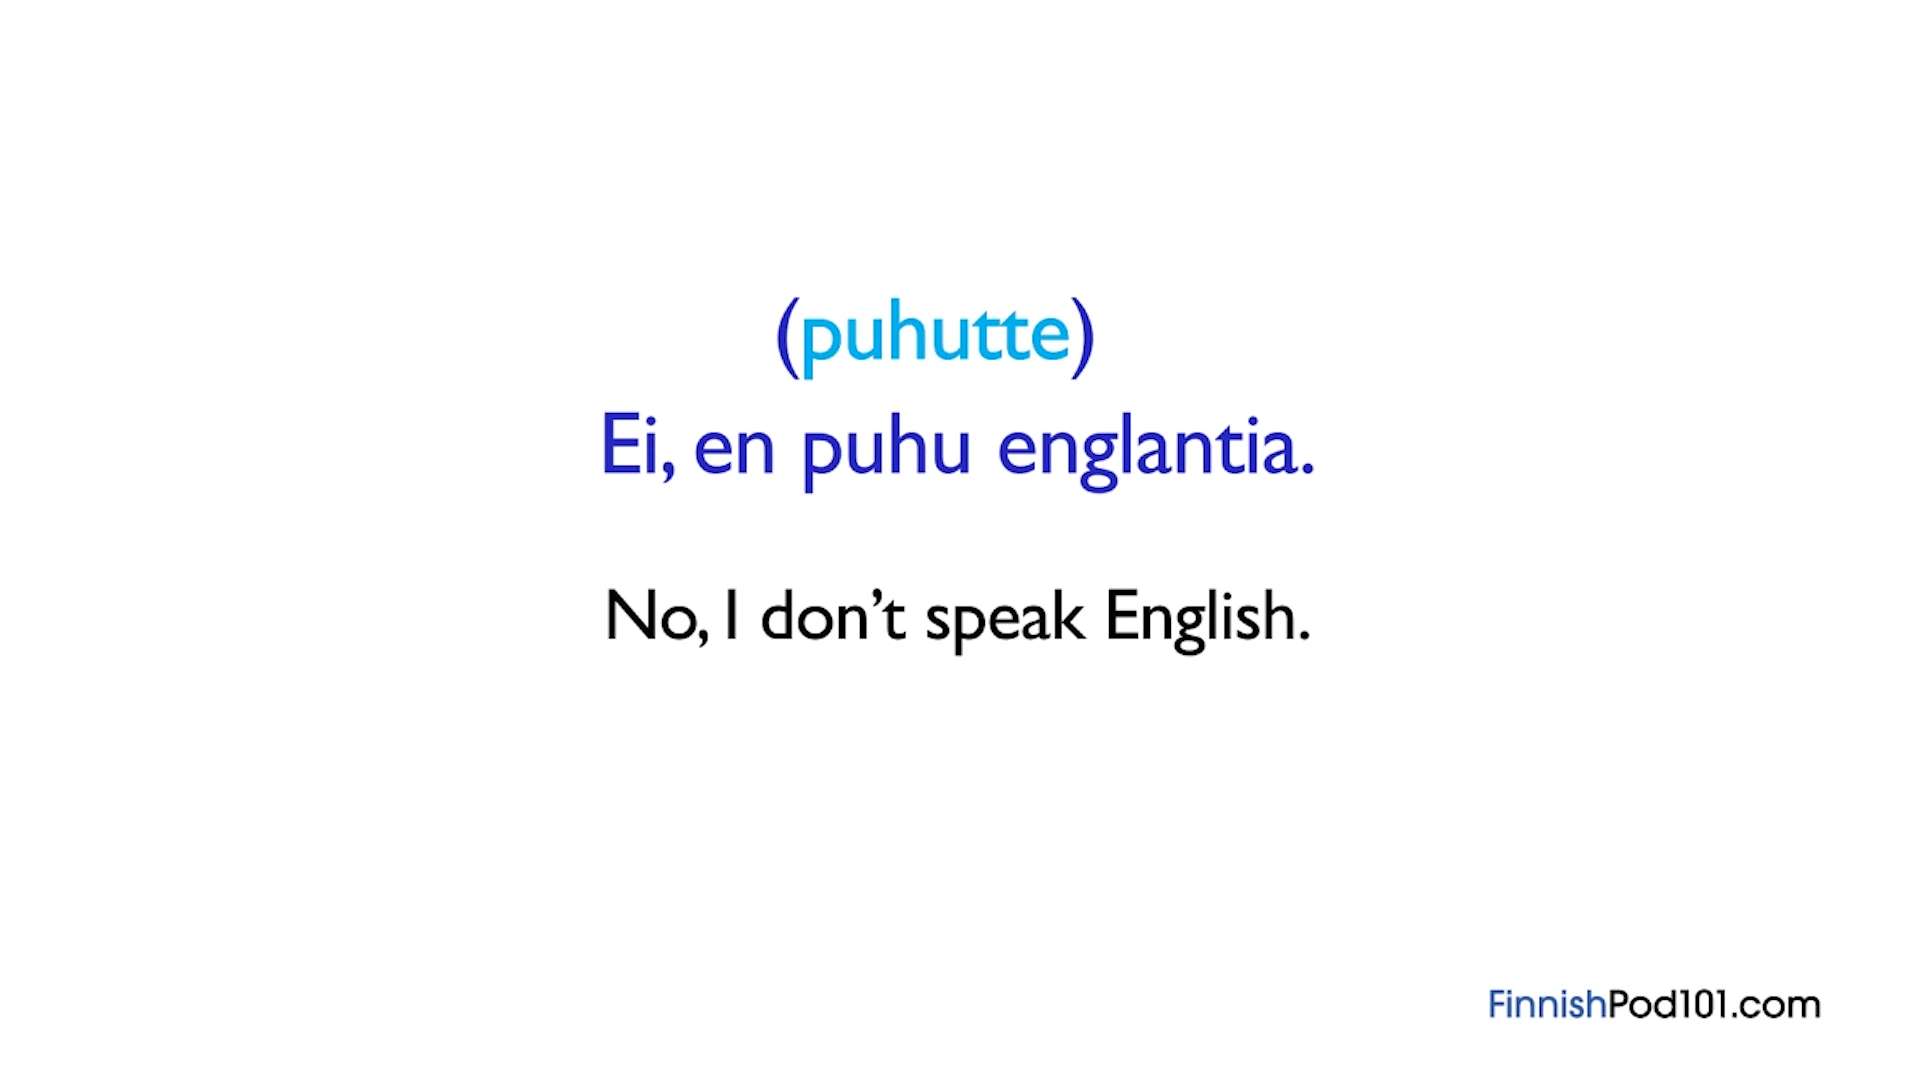 (puhutte)
Ei, en puhu englantia.
No, I don’t speak English.
FinnishPod101.com